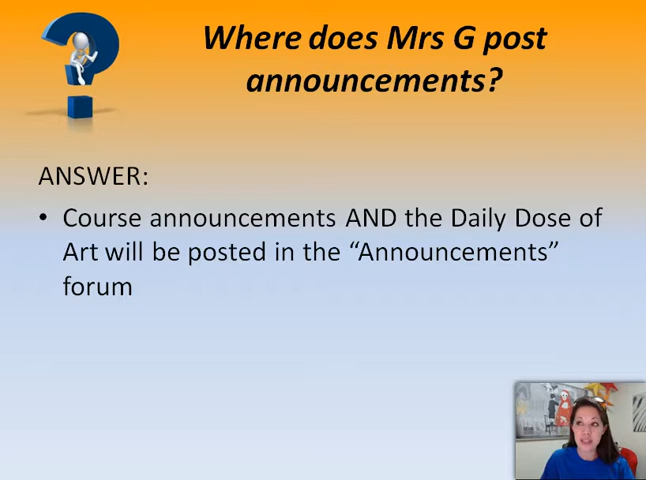 Where does Mrs G post
announcements?
ANSWER:
• Course announcements AND the Daily Dose of
Art will be posted in the “Announcements”
forum